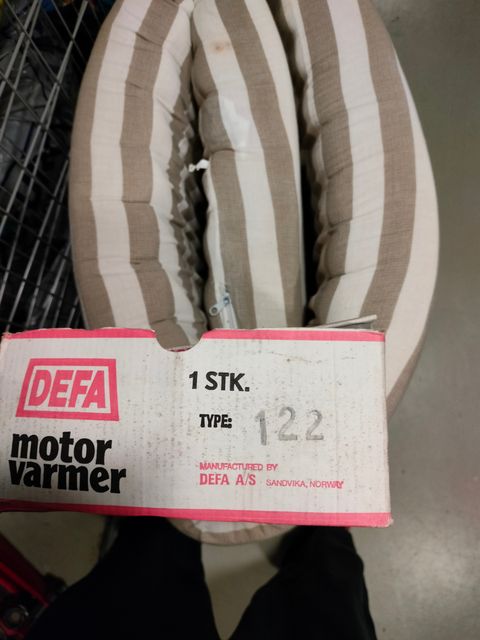 DEFA
motor
varmer
1 STK.
TYPE: 122
MANUFACTURED BY
DEFA A/S SANDVIKA, NORWAY